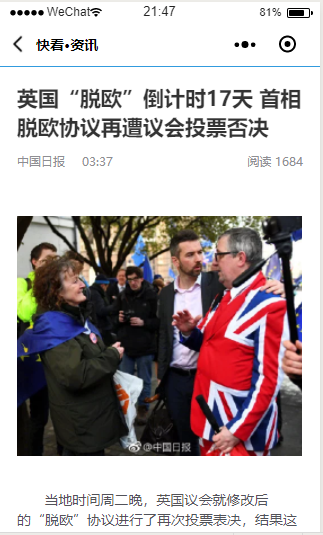 WeChat
21:47
81%
快看•资讯
英国“脱欧”倒计时17天 首相
脱欧协议再遭议会投票否决
中国日报 03:37 阅读 1684
@中国日报
当地时间周二晚，英国议会就修改后
的“脱欧”协议进行了再次投票表决，结果这